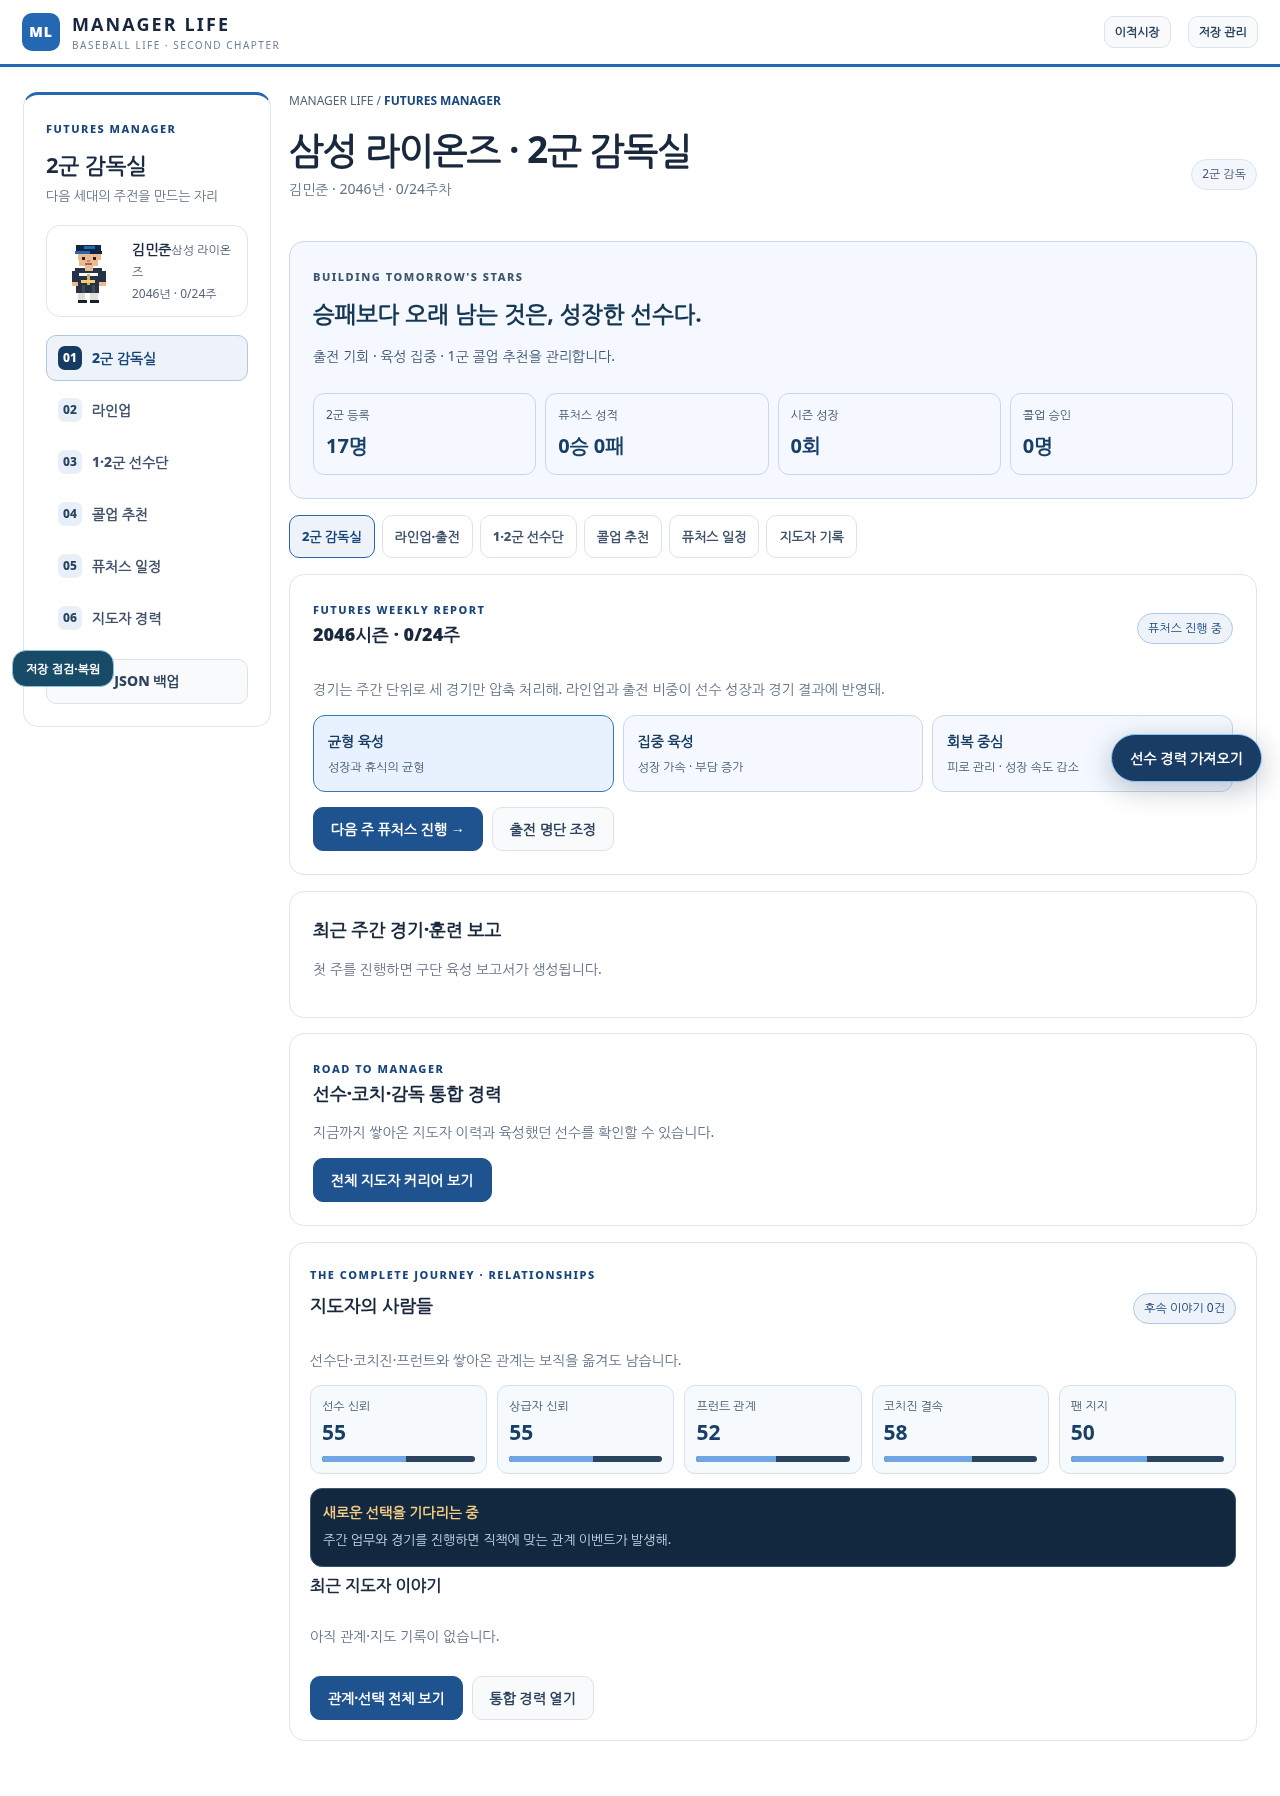 ML
MANAGER LIFE
BASEBALL LIFE · SECOND CHAPTER
이적시장
저장 관리
FUTURES MANAGER
2군 감독실
다음 세대의 주전을 만드는 자리
김민준삼성 라이온
즈
2046년 · 0/24주
01 2군 감독실
02 라인업
03 1·2군 선수단
04 콜업 추천
05 퓨처스 일정
06 지도자 경력
저장 점검·복원
JSON 백업
MANAGER LIFE / FUTURES MANAGER
삼성 라이온즈 · 2군 감독실
김민준 · 2046년 · 0/24주차
2군 감독
BUILDING TOMORROW'S STARS
승패보다 오래 남는 것은, 성장한 선수다.
출전 기회 · 육성 집중 · 1군 콜업 추천을 관리합니다.
2군 등록
17명
퓨처스 성적
0승 0패
시즌 성장
0회
콜업 승인
0명
2군 감독실
라인업·출전
1·2군 선수단
콜업 추천
퓨처스 일정
지도자 기록
FUTURES WEEKLY REPORT
2046시즌 · 0/24주
퓨처스 진행 중
경기는 주간 단위로 세 경기만 압축 처리해. 라인업과 출전 비중이 선수 성장과 경기 결과에 반영돼.
균형 육성
성장과 휴식의 균형
집중 육성
성장 가속 · 부담 증가
회복 중심
피로 관리 · 성장 속도 감소
선수 경력 가져오기
다음 주 퓨처스 진행 →
출전 명단 조정
최근 주간 경기·훈련 보고
첫 주를 진행하면 구단 육성 보고서가 생성됩니다.
ROAD TO MANAGER
선수·코치·감독 통합 경력
지금까지 쌓아온 지도자 이력과 육성했던 선수를 확인할 수 있습니다.
전체 지도자 커리어 보기
THE COMPLETE JOURNEY · RELATIONSHIPS
지도자의 사람들
후속 이야기 0건
선수단·코치진·프런트와 쌓아온 관계는 보직을 옮겨도 남습니다.
선수 신뢰
55
상급자 신뢰
55
프런트 관계
52
코치진 결속
58
팬 지지
50
새로운 선택을 기다리는 중
주간 업무와 경기를 진행하면 직책에 맞는 관계 이벤트가 발생해.
최근 지도자 이야기
아직 관계·지도 기록이 없습니다.
관계·선택 전체 보기
통합 경력 열기